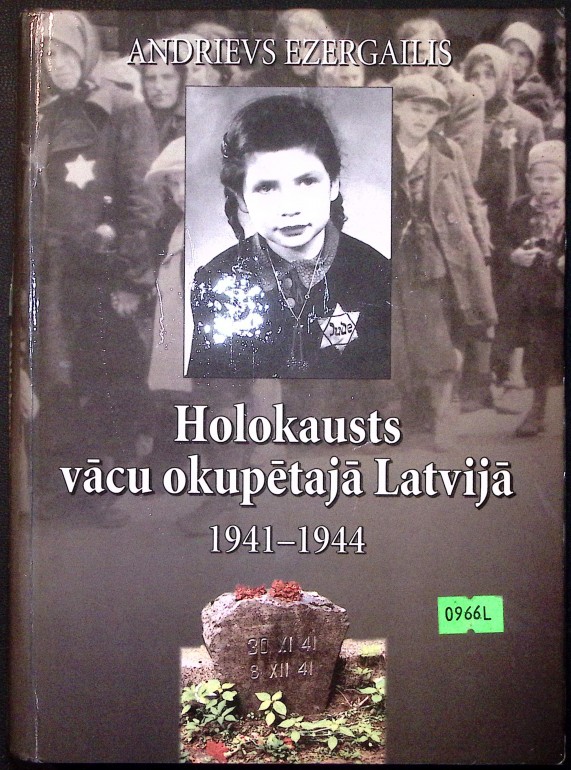 ANDRIEVS EZERGAILIS
Jude
Holokausts
vācu okupētajā Latvijā
1941–1944
30 XI 41
8 XII 41
0966L